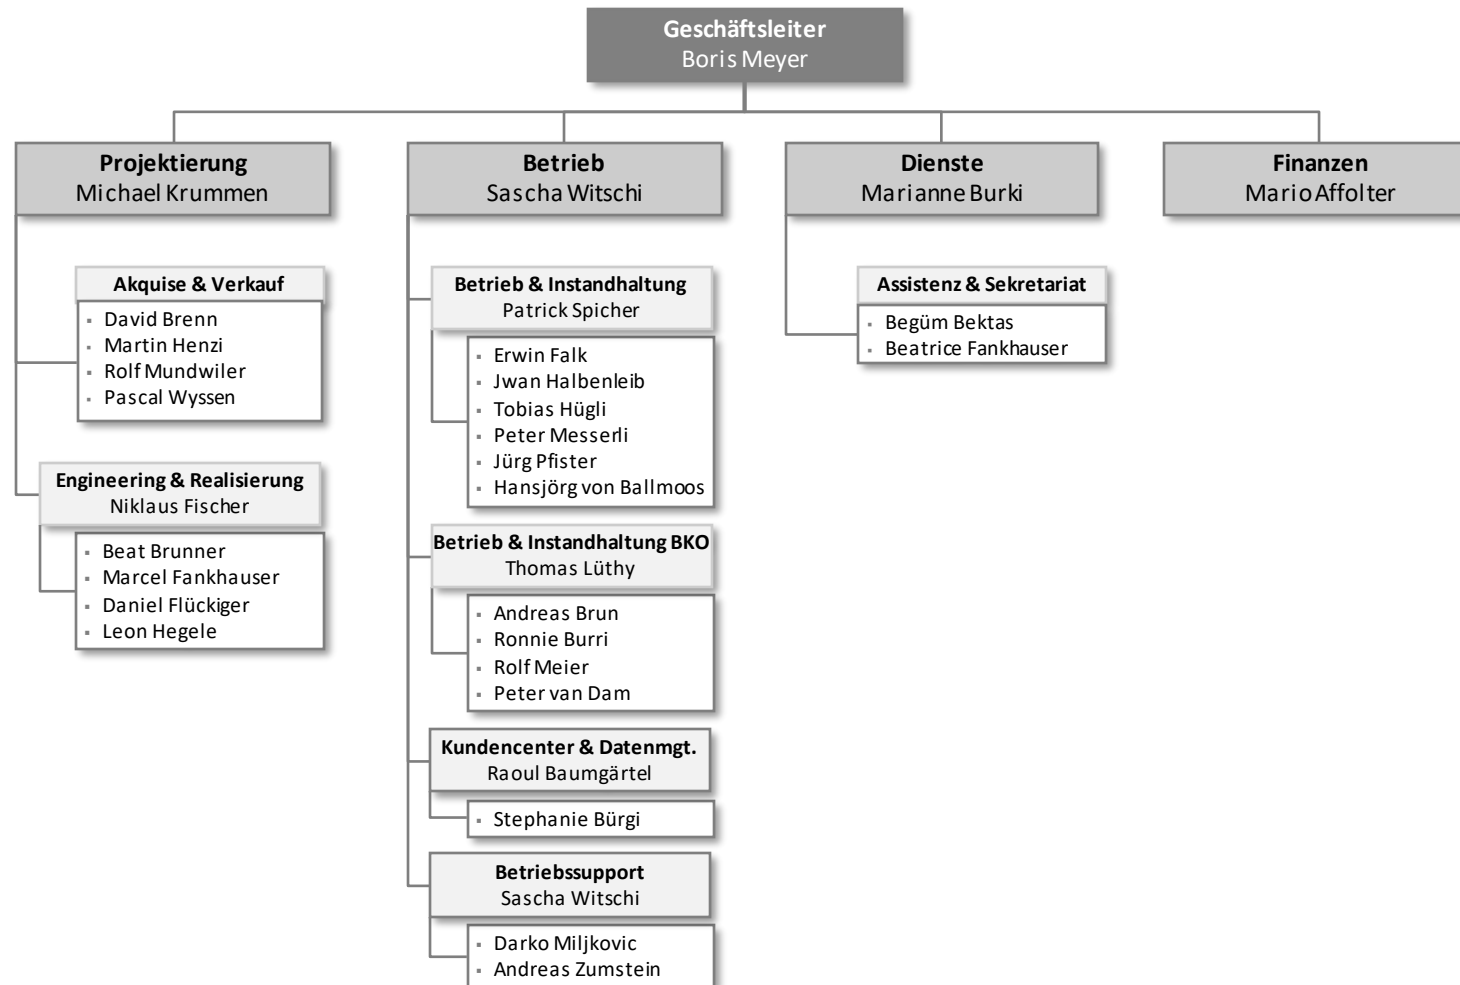 Geschäftsleiter
Boris Meyer
Projektierung
Michael Krummen
Betrieb
Sascha Witschi
Dienste
Marianne Burki
Finanzen
Mario Affolter
Akquise & Verkauf
▪ David Brenn
▪ Martin Henzi
▪ Rolf Mundwiler
▪ Pascal Wyssen
Engineering & Realisierung
Niklaus Fischer
▪ Beat Brunner
▪ Marcel Fankhauser
▪ Daniel Flückiger
▪ Leon Hegele
Betrieb & Instandhaltung
Patrick Spicher
▪ Erwin Falk
▪ Jwan Halbenleib
▪ Tobias Hügli
▪ Peter Messerli
▪ Jürg Pfister
▪ Hansjörg von Ballmoos
Betrieb & Instandhaltung BKO
Thomas Lüthy
▪ Andreas Brun
▪ Ronnie Burri
▪ Rolf Meier
▪ Peter van Dam
Kundencenter & Datenmgt.
Raoul Baumgärtel
▪ Stephanie Bürgi
Betriebssupport
Sascha Witschi
▪ Darko Miljkovic
▪ Andreas Zumstein
Assistenz & Sekretariat
▪ Begüm Bektas
▪ Beatrice Fankhauser